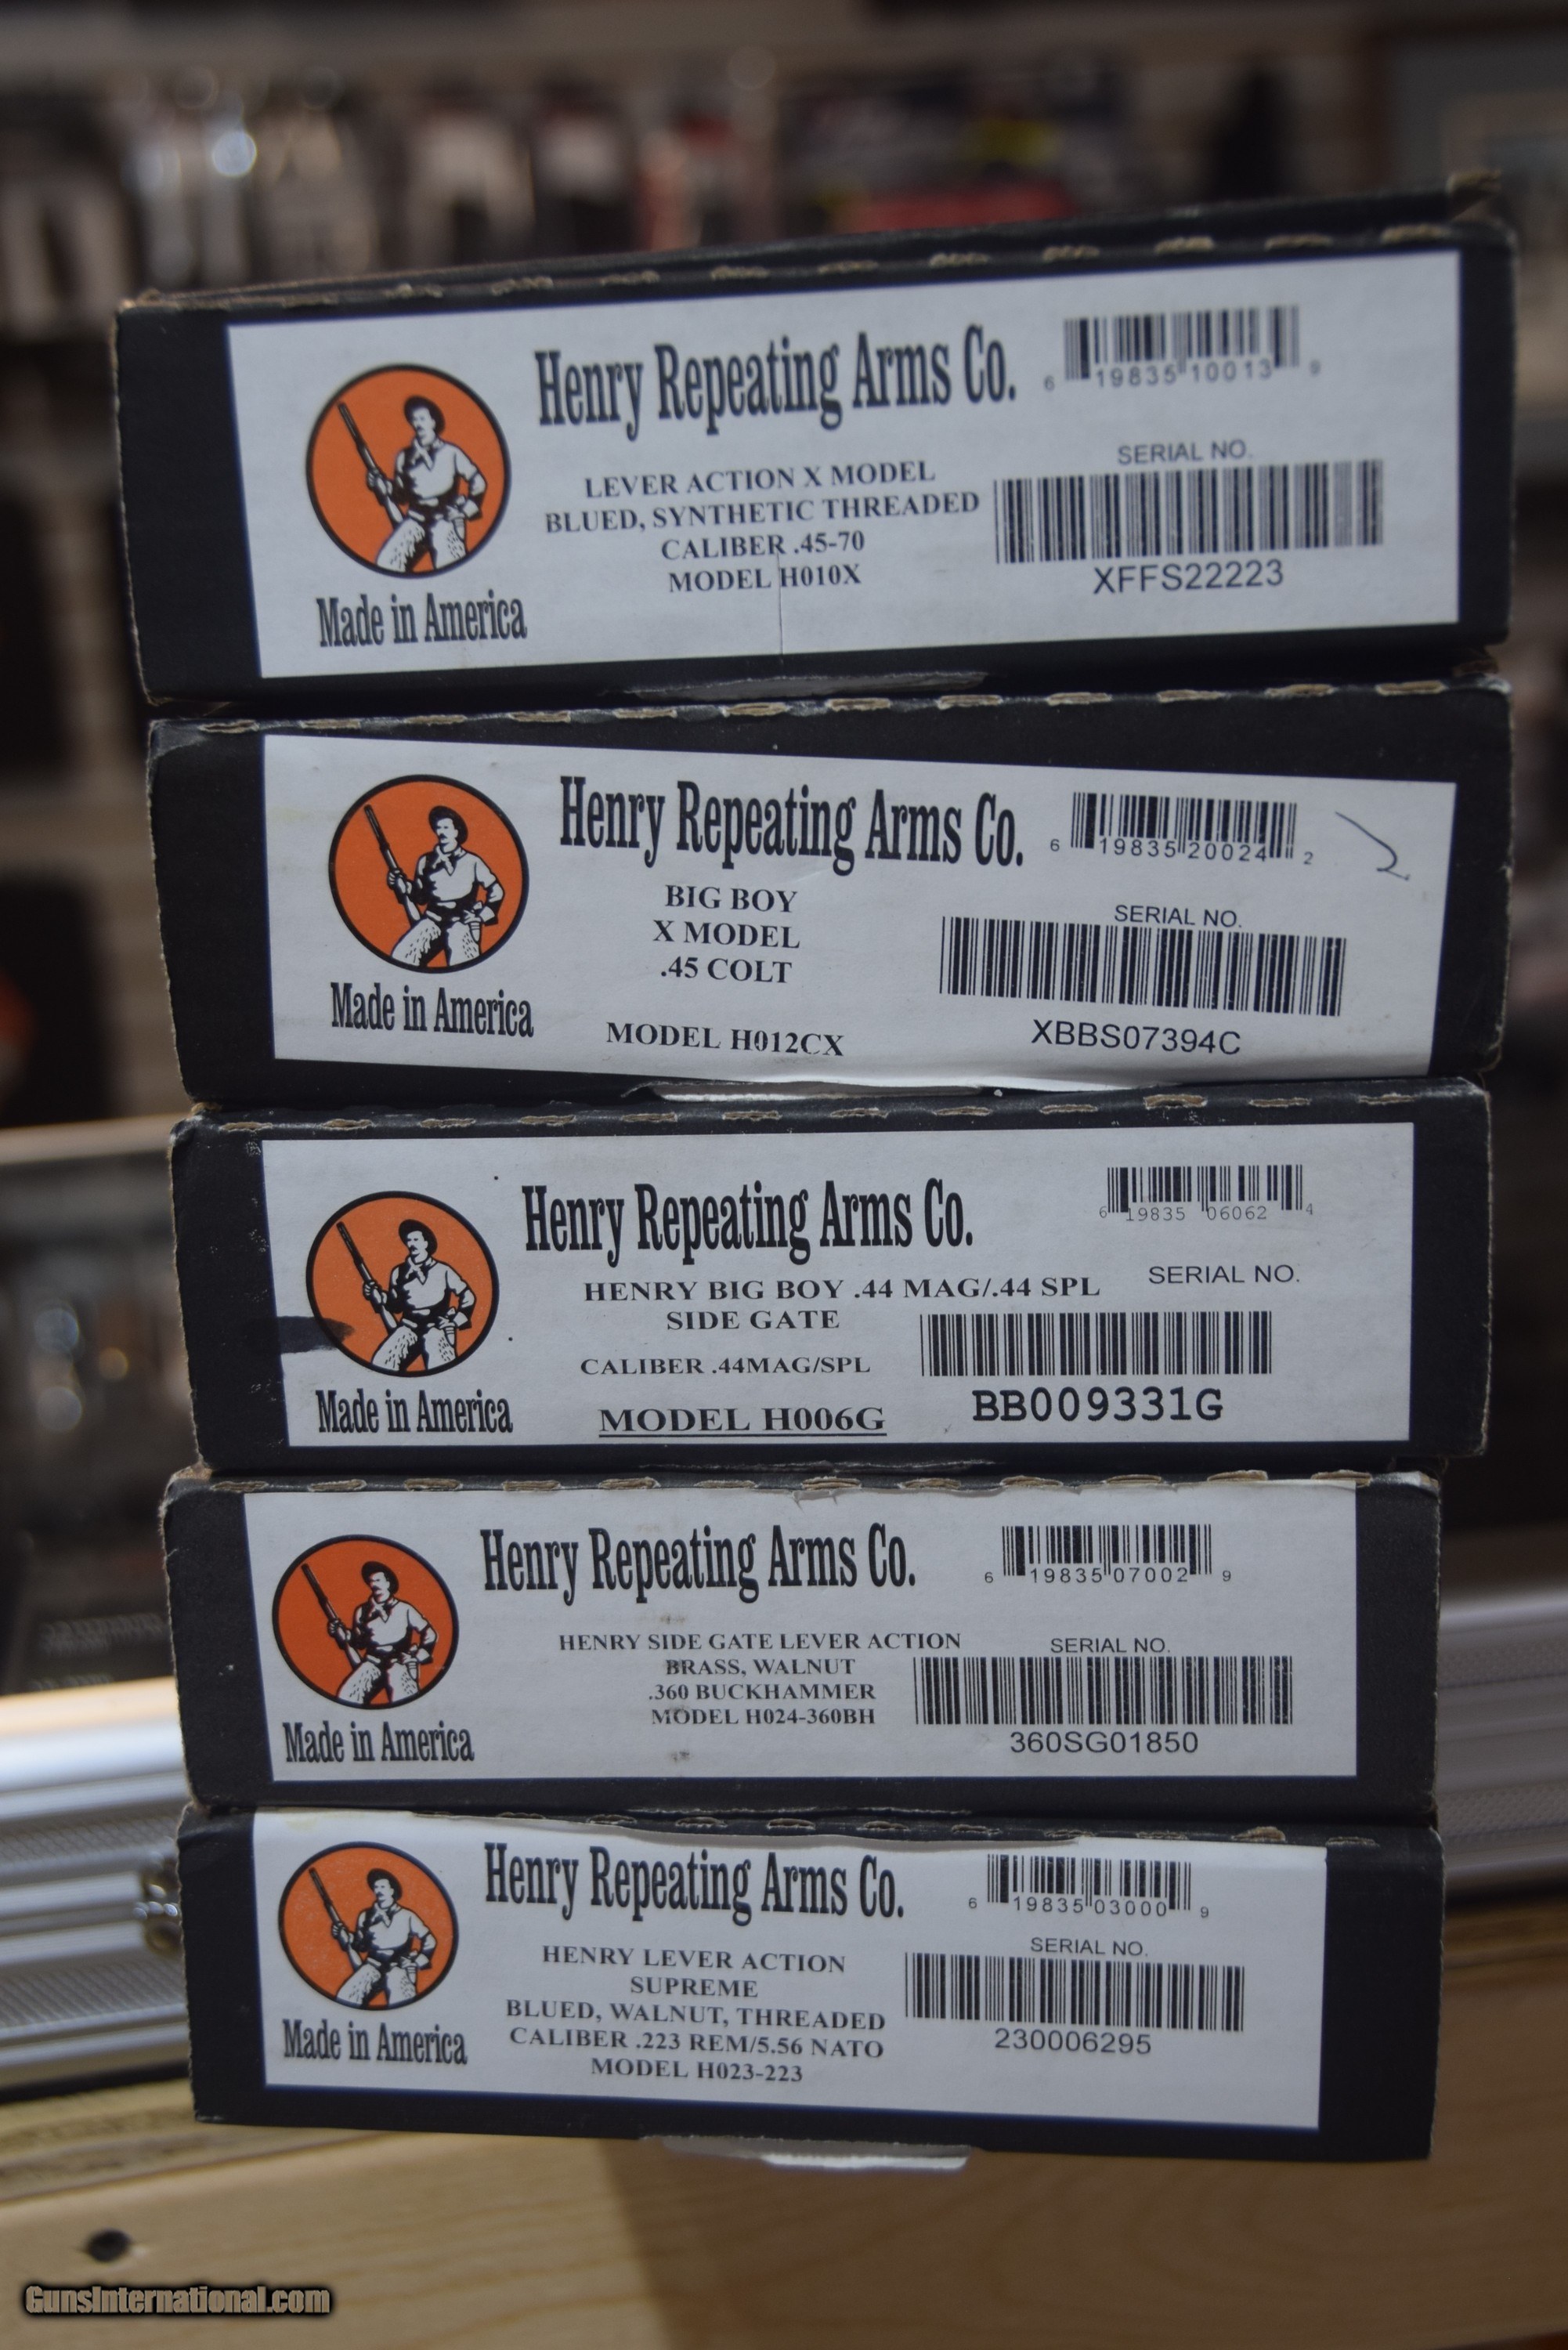 Henry Repeating Arms Co.
6 19835 10013 9
LEVER ACTION X MODEL
BLUED, SYNTHETIC THREADED
CALIBER .45-70
MODEL H010X
Made in America
SERIAL NO.
XFFS22223
Henry Repeating Arms Co.
6 19835 20024 2
BIG BOY
X MODEL
.45 COLT
MODEL H012CX
Made in America
SERIAL NO.
XBBS07394C
Henry Repeating Arms Co.
6 19835 06062 4
HENRY BIG BOY .44 MAG/.44 SPL
SIDE GATE
CALIBER .44MAG/SPL
MODEL H006G
Made in America
SERIAL NO.
BB009331G
Henry Repeating Arms Co.
6 19835 07002 9
HENRY SIDE GATE LEVER ACTION
BRASS, WALNUT
.360 BUCKHAMMER
MODEL H024-360BH
Made in America
SERIAL NO.
360SG01850
Henry Repeating Arms Co.
6 19835 03000 9
HENRY LEVER ACTION
SUPREME
BLUED, WALNUT, THREADED
CALIBER .223 REM/5.56 NATO
MODEL H023-223
Made in America
SERIAL NO.
230006295
GunsInternational.com